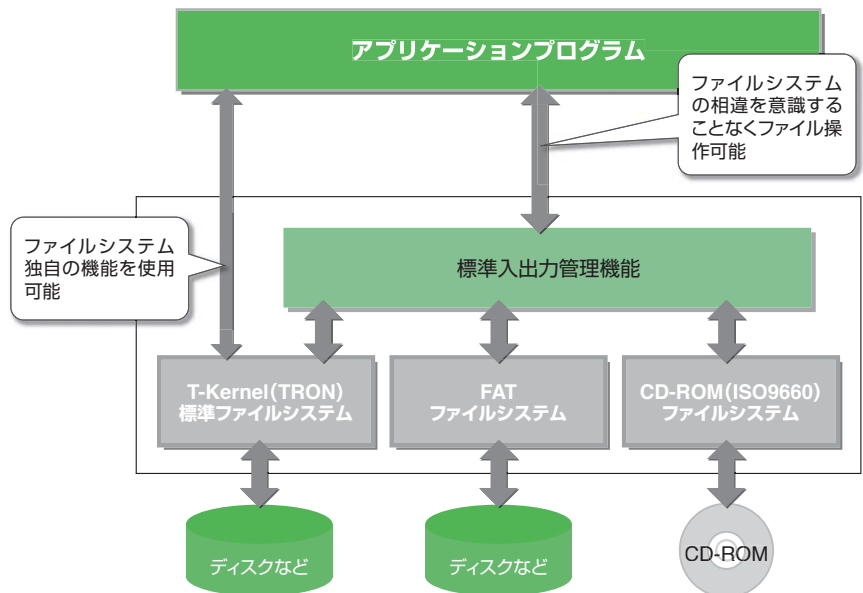 アプリケーションプログラム
ファイルシステム
の相違を意識する
ことなくファイル操
作可能
ファイルシステム
独自の機能を使用
可能
標準入出力管理機能
T-Kernel(TRON)
標準ファイルシステム
FAT
ファイルシステム
CD-ROM(ISO9660)
ファイルシステム
ディスクなど
ディスクなど
CD-ROM